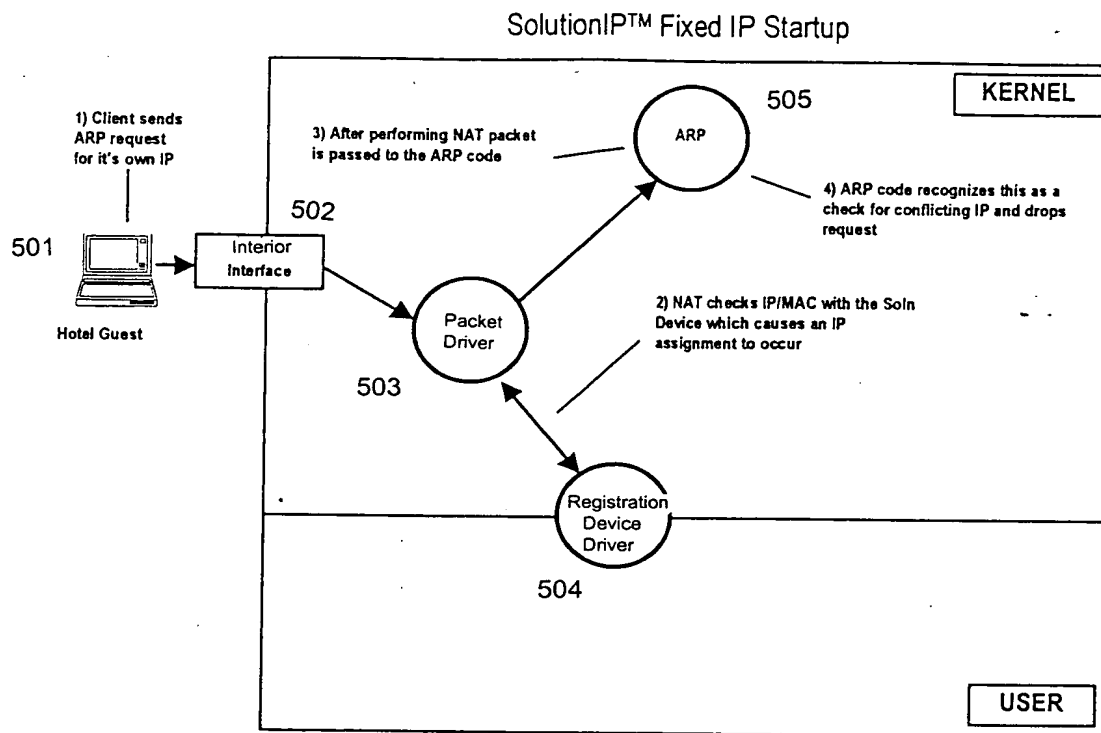 SolutionIP™ Fixed IP Startup
KERNEL
505
ARP
1) Client sends
ARP request
for it's own IP
3) After performing NAT packet
is passed to the ARP code
4) ARP code recognizes this as a
check for conflicting IP and drops
request
502
501
Interior
Interface
Hotel Guest
Packet
Driver
503
2) NAT checks IP/MAC with the Soln
Device which causes an IP
assignment to occur
Registration
Device
Driver
504
USER